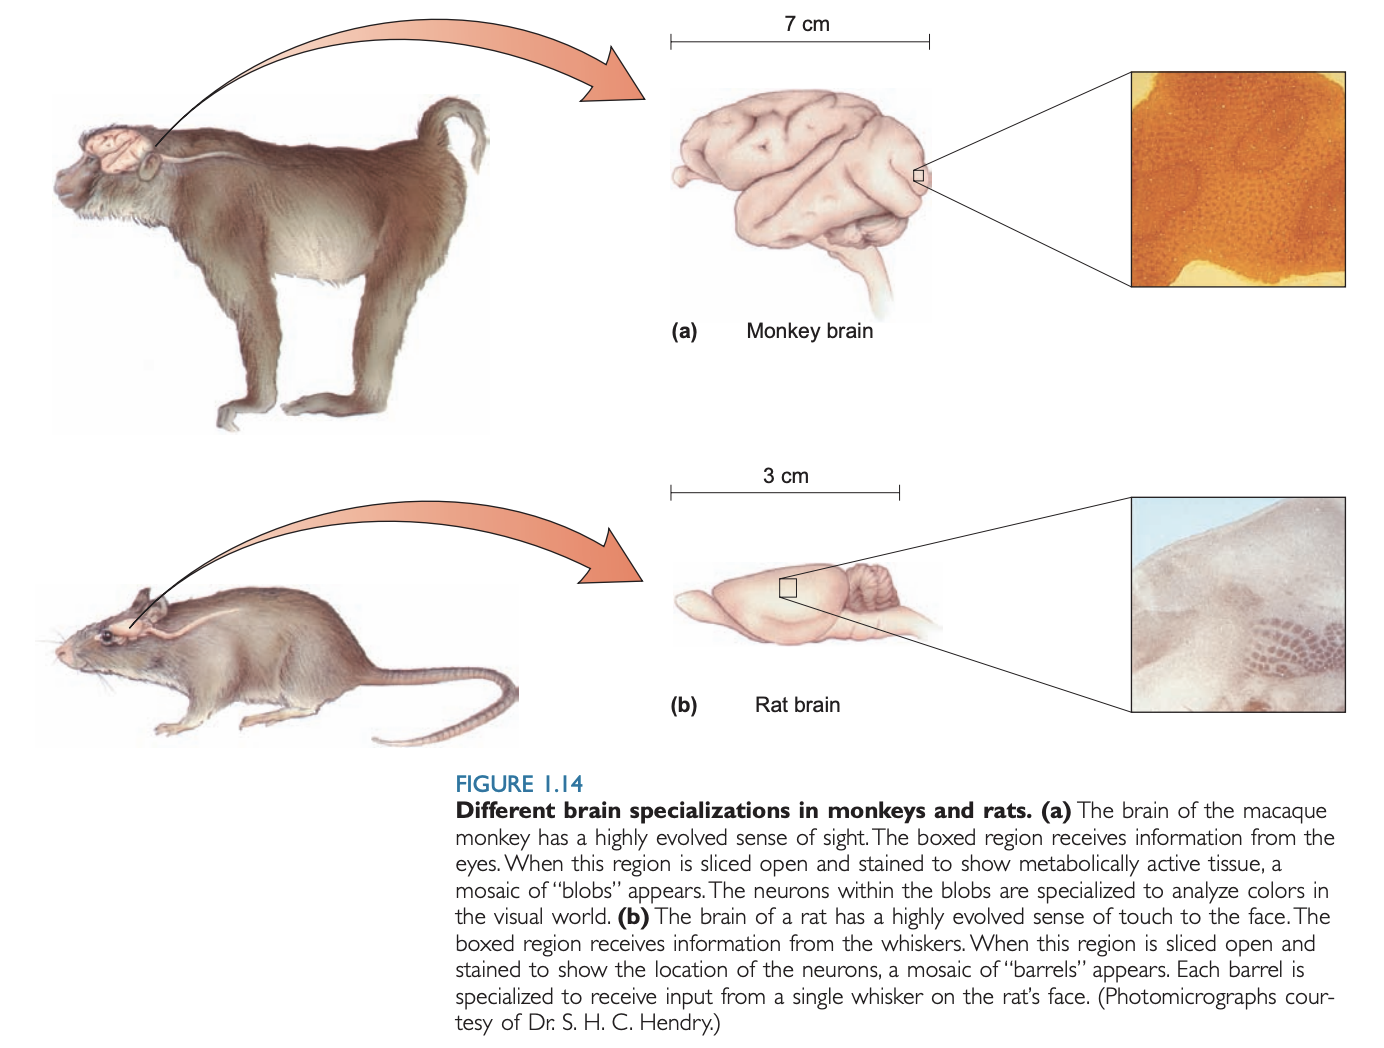 7 cm
(a) Monkey brain
3 cm
(b) Rat brain
FIGURE 1.14
Different brain specializations in monkeys and rats. (a) The brain of the macaque
monkey has a highly evolved sense of sight. The boxed region receives information from the
eyes. When this region is sliced open and stained to show metabolically active tissue, a
mosaic of “blobs” appears. The neurons within the blobs are specialized to analyze colors in
the visual world. (b) The brain of a rat has a highly evolved sense of touch to the face. The
boxed region receives information from the whiskers. When this region is sliced open and
stained to show the location of the neurons, a mosaic of “barrels” appears. Each barrel is
specialized to receive input from a single whisker on the rat’s face. (Photomicrographs cour-
tesy of Dr. S. H. C. Hendry.)